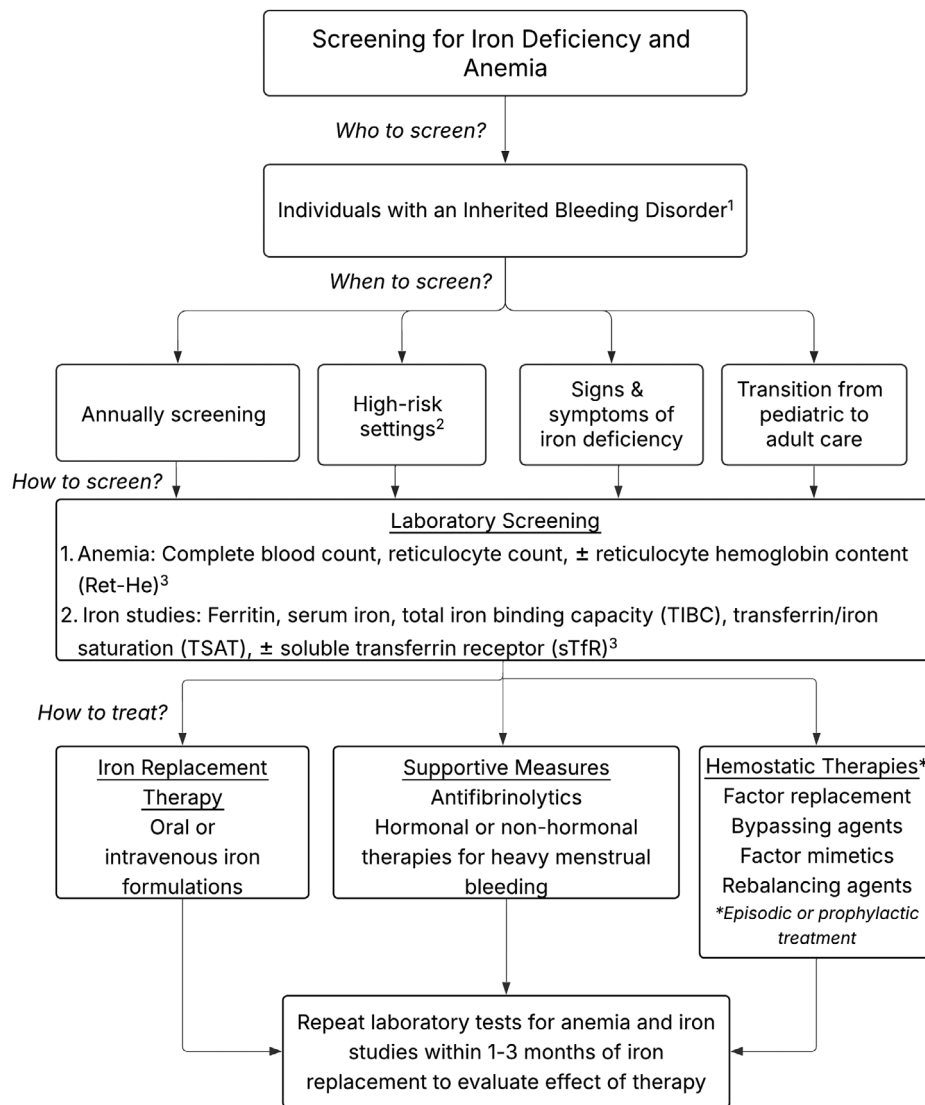 Screening for Iron Deficiency and
Anemia
Who to screen?
Individuals with an Inherited Bleeding Disorder¹
When to screen?
Annually screening
High-risk
settings²
Signs &
symptoms of
iron deficiency
Transition from
pediatric to
adult care
How to screen?
Laboratory Screening
1. Anemia: Complete blood count, reticulocyte count, ± reticulocyte hemoglobin content
(Ret-He)³
2. Iron studies: Ferritin, serum iron, total iron binding capacity (TIBC), transferrin/iron
saturation (TSAT), ± soluble transferrin receptor (sTfR)³
How to treat?
Iron Replacement
Therapy
Oral or
intravenous iron
formulations
Supportive Measures
Antifibrinolytics
Hormonal or non-hormonal
therapies for heavy menstrual
bleeding
Hemostatic Therapies*
Factor replacement
Bypassing agents
Factor mimetics
Rebalancing agents
*Episodic or prophylactic
treatment
Repeat laboratory tests for anemia and iron
studies within 1-3 months of iron
replacement to evaluate effect of therapy